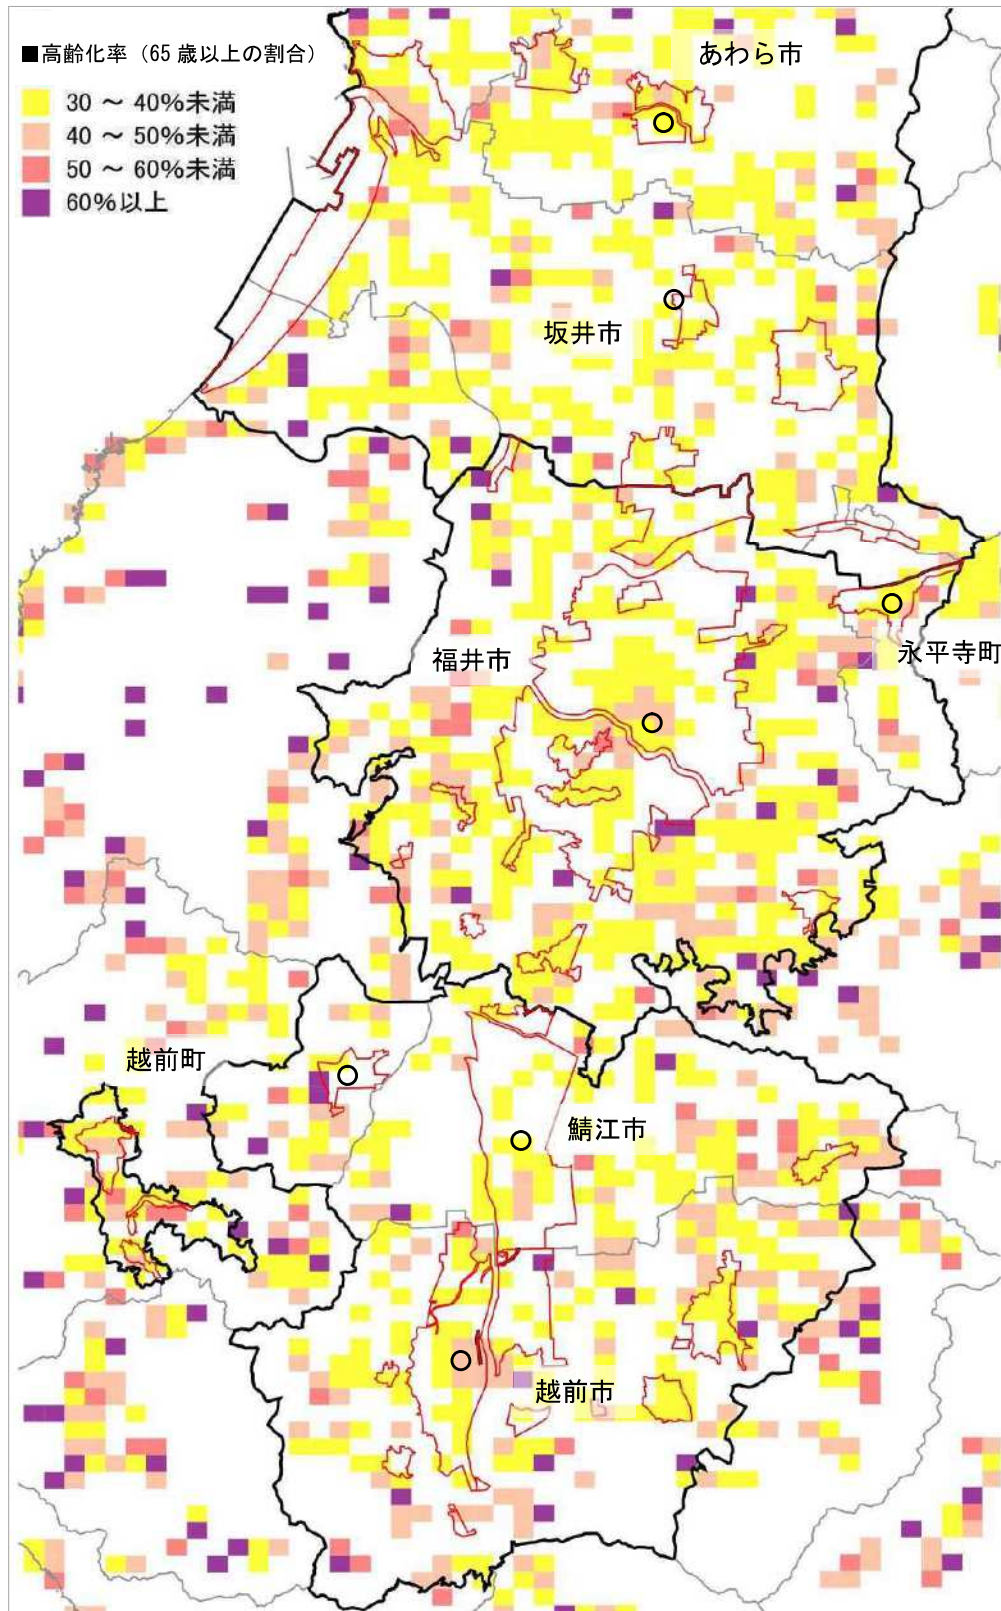 ■高齢化率（65歳以上の割合）
30 ～ 40%未満
40 ～ 50%未満
50 ～ 60%未満
60%以上
あわら市
坂井市
福井市
永平寺町
越前町
鯖江市
越前市